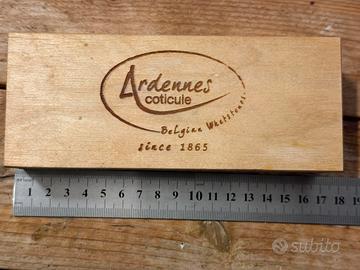 Ardennes
coticule
Belgian Whetstones
since 1865
1 2 3 4 5 6 7 8 9 10 11 12 13 14 15 16 17 18 19
subito